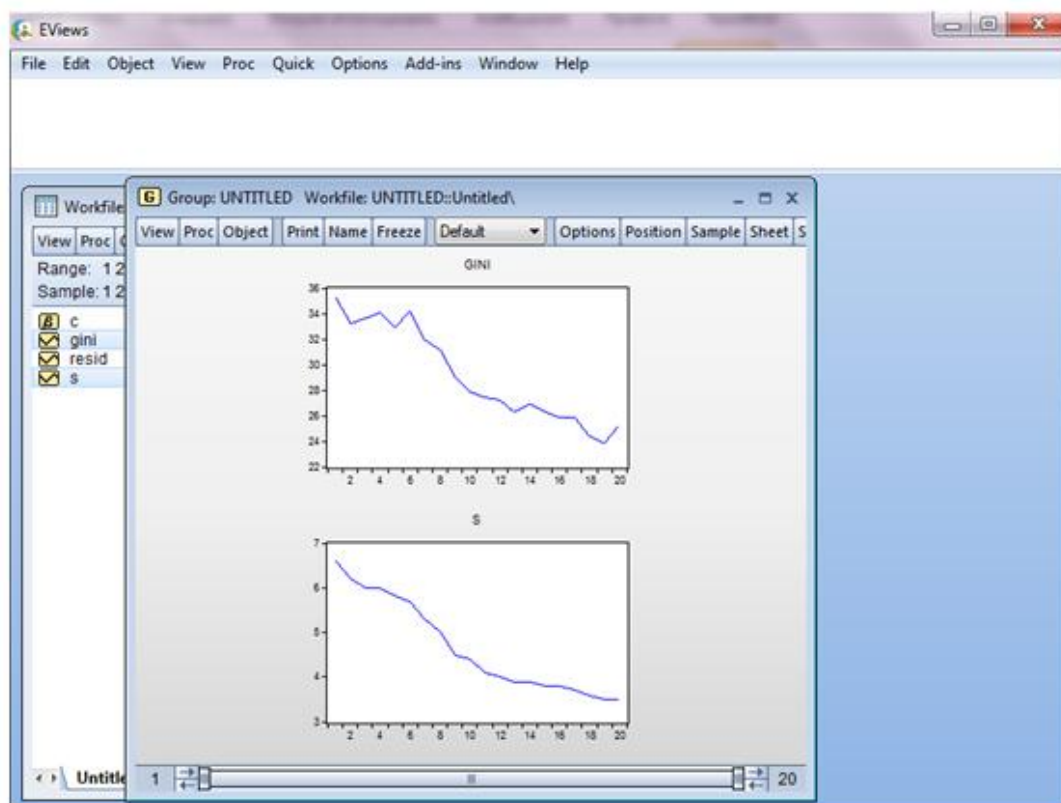 EViews
File Edit Object View Proc Quick Options Add-ins Window Help
Workfile
View Proc
Range: 1 2
Sample: 1 2
c
gini
resid
s
Untitle
G Group: UNTITLED Workfile: UNTITLED::Untitled\
View Proc Object Print Name Freeze Default Options Position Sample Sheet S
GINI
36
34
32
30
28
26
24
22
2 4 6 8 10 12 14 16 18 20
S
7
6
5
4
3
2 4 6 8 10 12 14 16 18 20
1 20